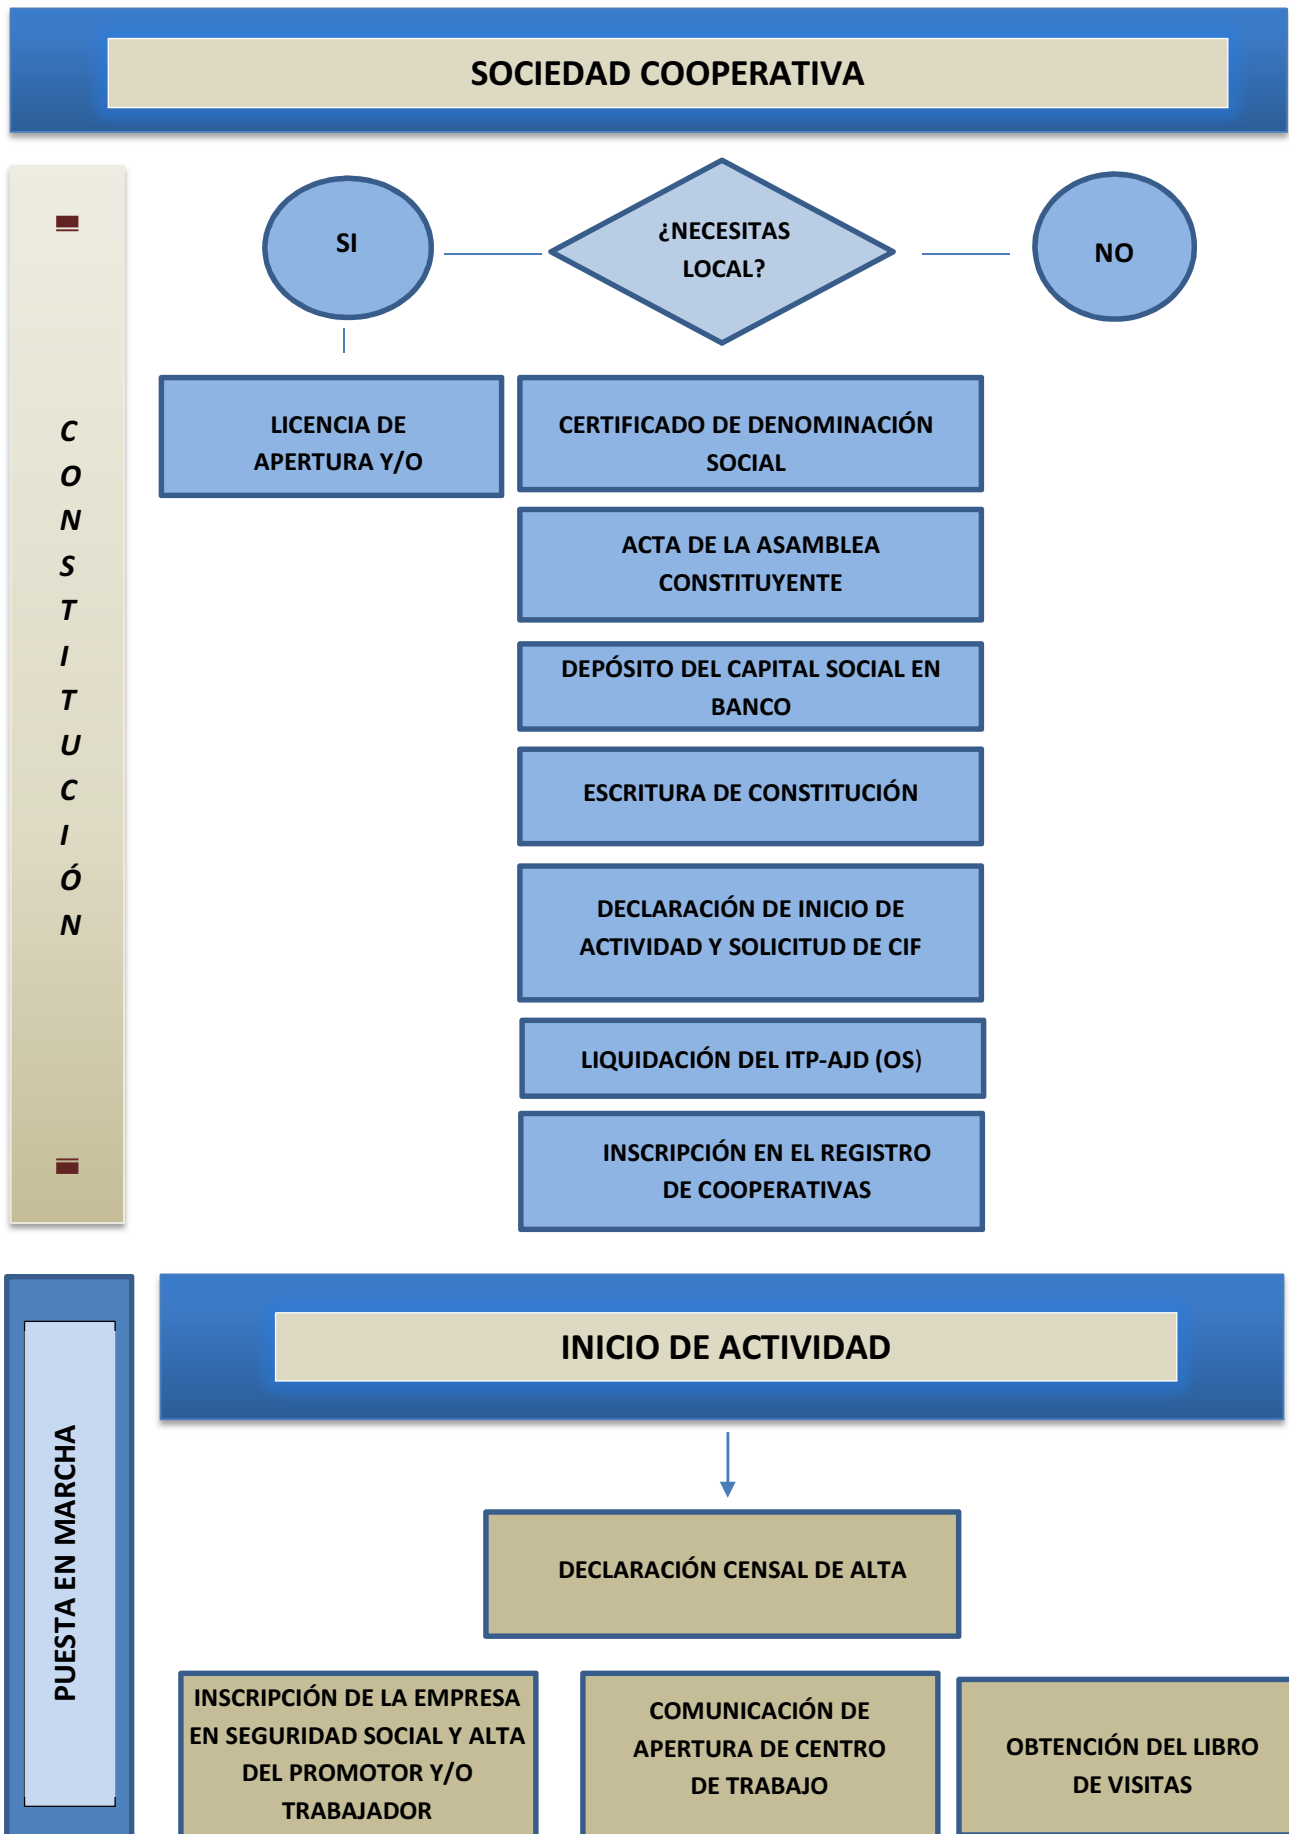 SOCIEDAD COOPERATIVA
SI
¿NECESITAS
LOCAL?
NO
C
O
N
S
T
I
T
U
C
I
Ó
N
LICENCIA DE
APERTURA Y/O
CERTIFICADO DE DENOMINACIÓN
SOCIAL
ACTA DE LA ASAMBLEA
CONSTITUYENTE
DEPÓSITO DEL CAPITAL SOCIAL EN
BANCO
ESCRITURA DE CONSTITUCIÓN
DECLARACIÓN DE INICIO DE
ACTIVIDAD Y SOLICITUD DE CIF
LIQUIDACIÓN DEL ITP-AJD (OS)
INSCRIPCIÓN EN EL REGISTRO
DE COOPERATIVAS
PUESTA EN MARCHA
INICIO DE ACTIVIDAD
DECLARACIÓN CENSAL DE ALTA
INSCRIPCIÓN DE LA EMPRESA
EN SEGURIDAD SOCIAL Y ALTA
DEL PROMOTOR Y/O
TRABAJADOR
COMUNICACIÓN DE
APERTURA DE CENTRO
DE TRABAJO
OBTENCIÓN DEL LIBRO
DE VISITAS